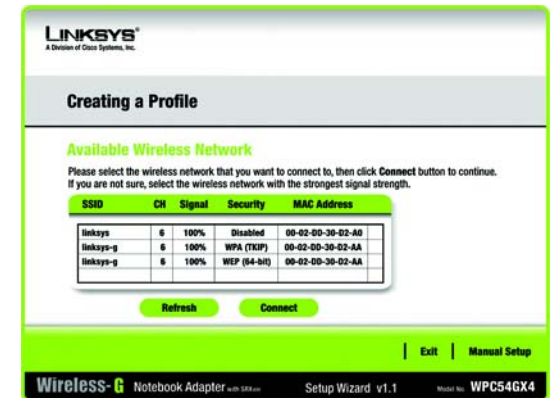 LINKSYS®
A Division of Cisco Systems, Inc.
Creating a Profile
Available Wireless Network
Please select the wireless network that you want to connect to, then click Connect button to continue.
If you are not sure, select the wireless network with the strongest signal strength.
SSID CH Signal Security MAC Address
linksys 6 100% Disabled 00-02-DD-30-D2-A0
linksys-g 6 100% WPA (TKIP) 00-02-DD-30-D2-AA
linksys-g 6 100% WEP (64-bit) 00-02-DD-30-D2-AA
Refresh Connect
Exit Manual Setup
Wireless-G Notebook Adapter with SRX400 Setup Wizard v1.1 Model No. WPC54GX4